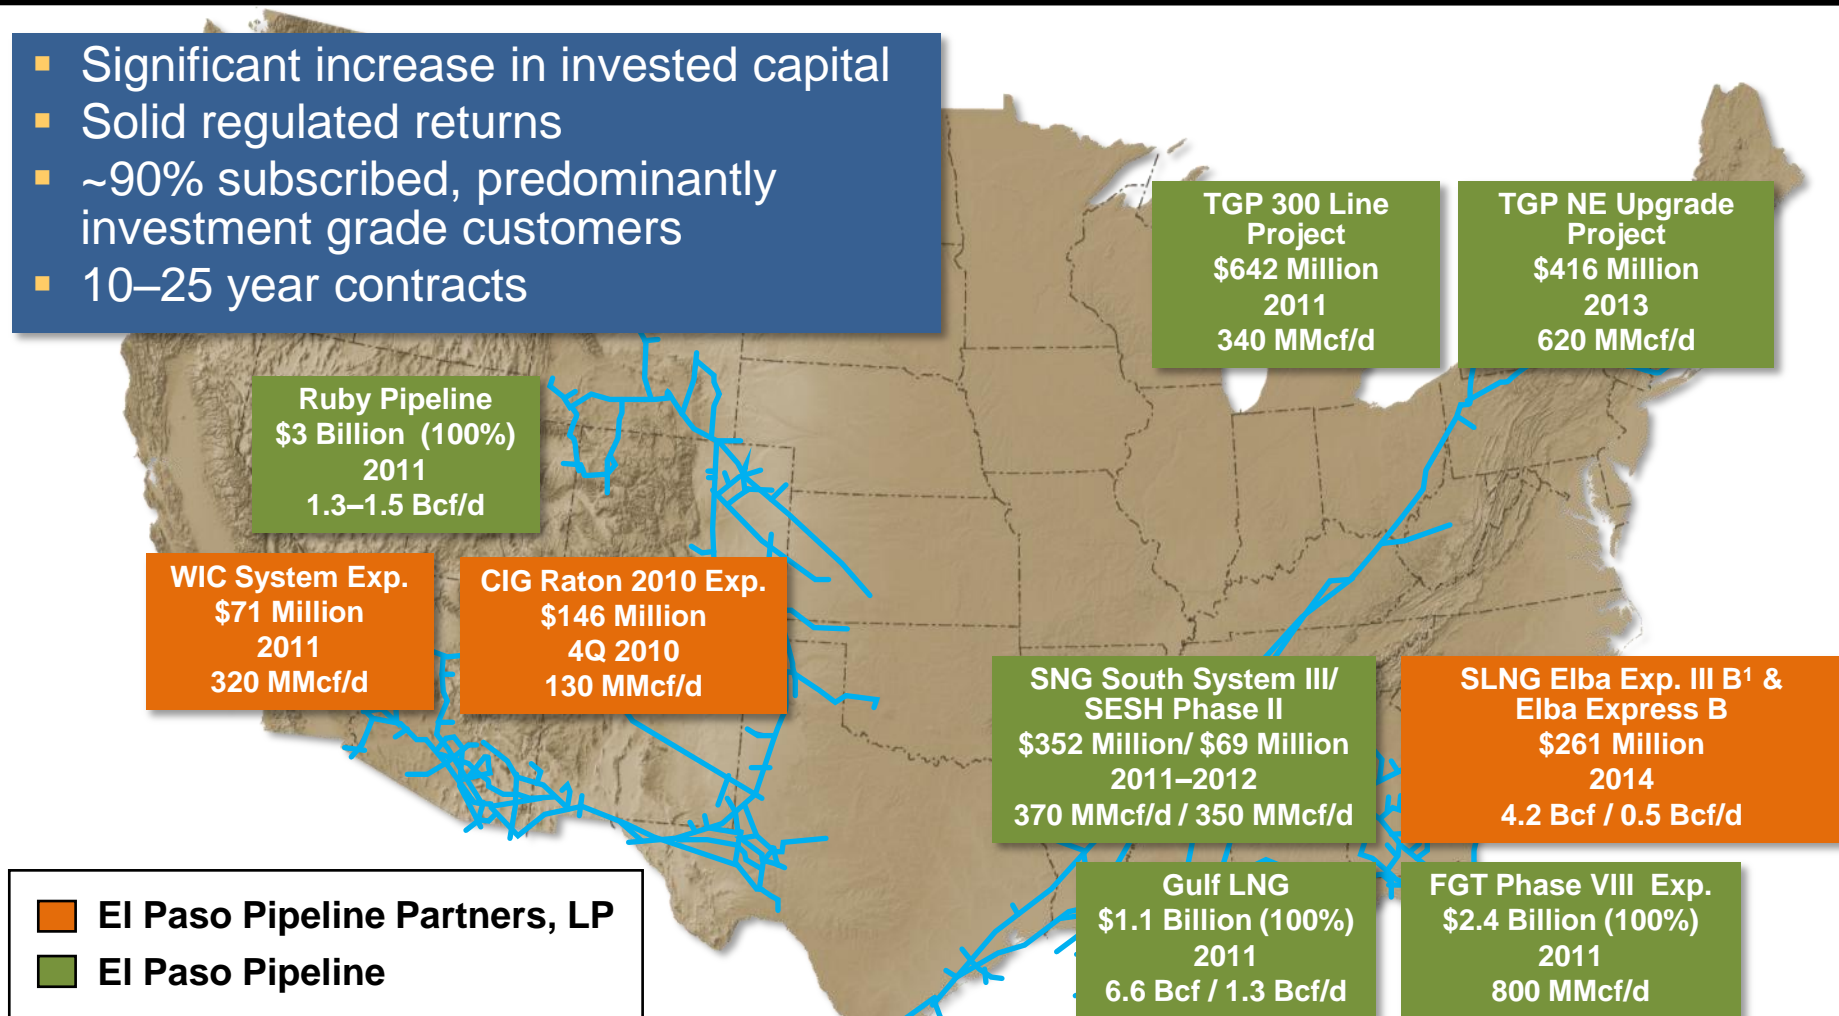 ▪ Significant increase in invested capital
▪ Solid regulated returns
▪ ~90% subscribed, predominantly
investment grade customers
▪ 10–25 year contracts
TGP 300 Line
Project
$642 Million
2011
340 MMcf/d
TGP NE Upgrade
Project
$416 Million
2013
620 MMcf/d
Ruby Pipeline
$3 Billion (100%)
2011
1.3–1.5 Bcf/d
WIC System Exp.
$71 Million
2011
320 MMcf/d
CIG Raton 2010 Exp.
$146 Million
4Q 2010
130 MMcf/d
SNG South System III/
SESH Phase II
$352 Million/ $69 Million
2011–2012
370 MMcf/d / 350 MMcf/d
SLNG Elba Exp. III B¹ &
Elba Express B
$261 Million
2014
4.2 Bcf / 0.5 Bcf/d
Gulf LNG
$1.1 Billion (100%)
2011
6.6 Bcf / 1.3 Bcf/d
FGT Phase VIII Exp.
$2.4 Billion (100%)
2011
800 MMcf/d
El Paso Pipeline Partners, LP
El Paso Pipeline